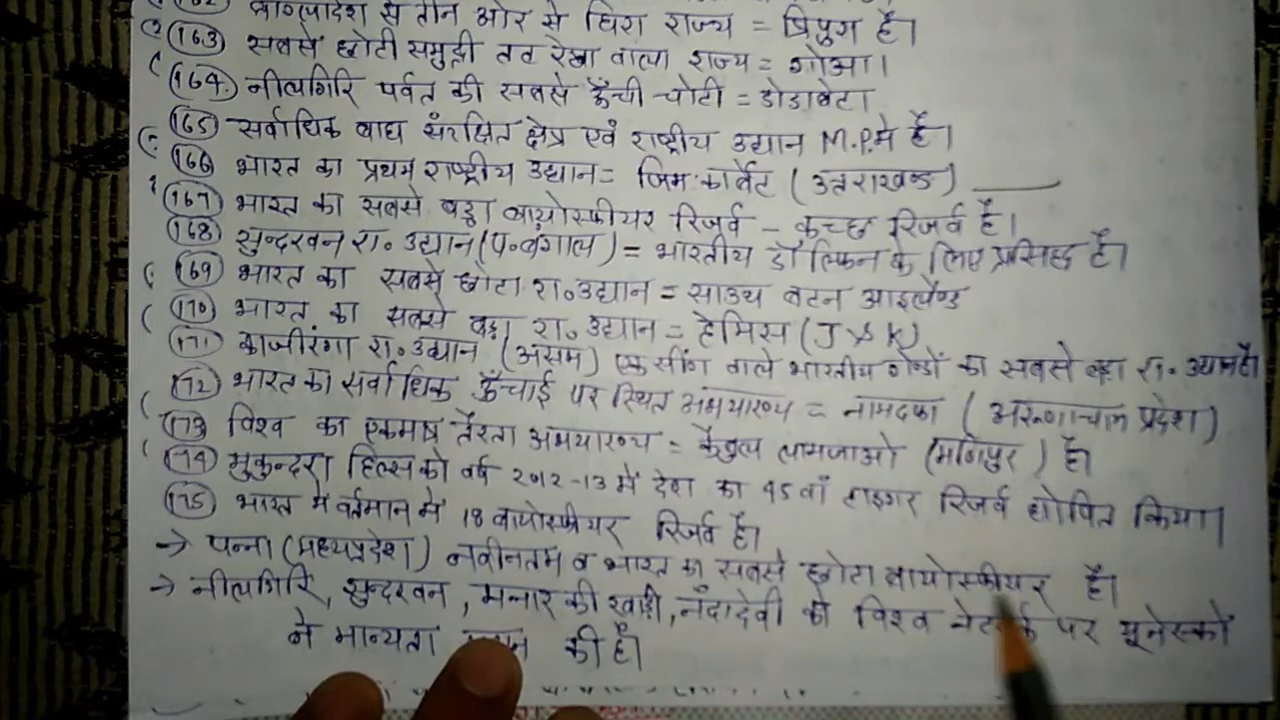 (162) बाग्लादेश से तीन ओर से घिरा राज्य = त्रिपुरा है।
(163) सबसे छोटी समुद्री तट रेखा वाला राज्य = गोआ।
(164) नीलगिरि पर्वत की सबसे ऊँची चोटी = डोडाबेटा
(165) सर्वाधिक बाघ संरक्षित क्षेत्र एवं राष्ट्रीय उद्यान M.P.मे है।
(166) भारत का प्रथम राष्ट्रीय उद्यान = जिम कार्बेट (उत्तराखण्ड)
(167) भारत का सबसे बड़ा बायोस्फीयर रिजर्व - कच्छ रिजर्व है।
(168) सुन्दरवन रा० उद्यान (प०बंगाल) = भारतीय डॉल्फिन के लिए प्रसिद्ध है।
(169) भारत का सबसे छोटा रा०उद्यान = साउथ बटन आइलैण्ड
(170) भारत का सबसे बड़ा रा० उद्यान = हेमिस (J & K)
(171) काजीरंगा रा० उद्यान (असम) एक सींग वाले भारतीय गेण्डों का सबसे बड़ा रा० उद्यान है।
(172) भारत का सर्वाधिक ऊँचाई पर स्थित अभयारण्य = नामदफा (अरूणाचल प्रदेश)
(173) विश्व का एकमात्र तैरता अभयारण्य = कैबुल लामजाओ (मणिपुर) है।
(174) मुकुन्दरा हिल्स को वर्ष 2012-13 में देश का 45 वाँ टाइगर रिजर्व घोषित किया।
(175) भारत मे वर्तमान मे 18 बायोस्फीयर रिजर्व है।
→ पन्ना (मध्यप्रदेश) नवीनतम व भारत का सबसे छोटा बायोस्फीयर है।
→ नीलगिरि, सुन्दरवन, मन्नार की खाड़ी, नंदादेवी को विश्व पर यूनेस्को
ने मान्यता की है।